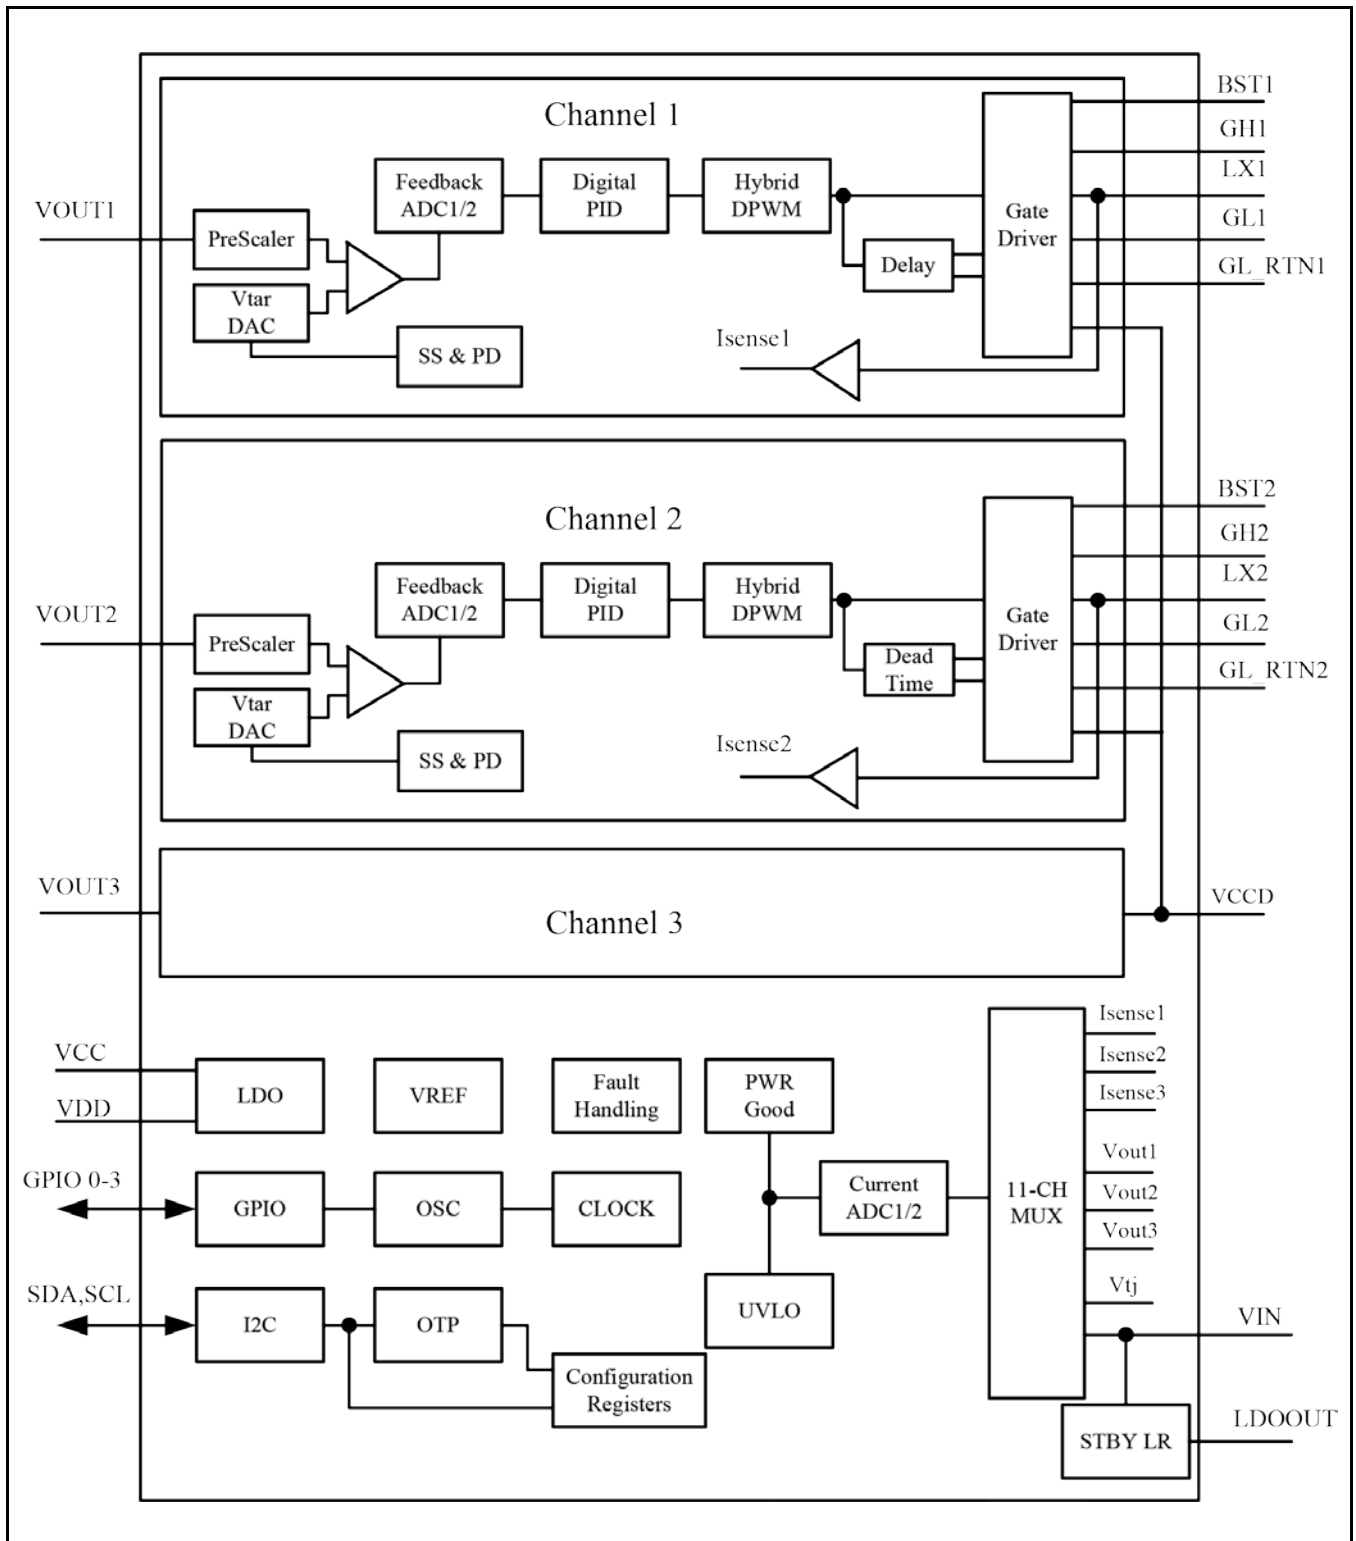 BST1
Channel 1
GH1
LX1
Feedback
ADC1/2
Digital
PID
Hybrid
DPWM
VOUT1
PreScaler
Gate
Driver
GL1
Delay
GL_RTN1
Vtar
DAC
Isense1
SS & PD
BST2
Channel 2
GH2
LX2
Feedback
ADC1/2
Digital
PID
Hybrid
DPWM
VOUT2
PreScaler
Gate
Driver
GL2
Dead
Time
GL_RTN2
Vtar
DAC
Isense2
SS & PD
VOUT3
VCCD
Channel 3
Isense1
VCC
Isense2
LDO
VREF
Fault
Handling
PWR
Good
Isense3
VDD
Vout1
GPIO 0-3
GPIO
OSC
CLOCK
Current
ADC1/2
11-CH
MUX
Vout2
Vout3
SDA,SCL
Vtj
I2C
OTP
UVLO
VIN
Configuration
Registers
LDOOUT
STBY LR